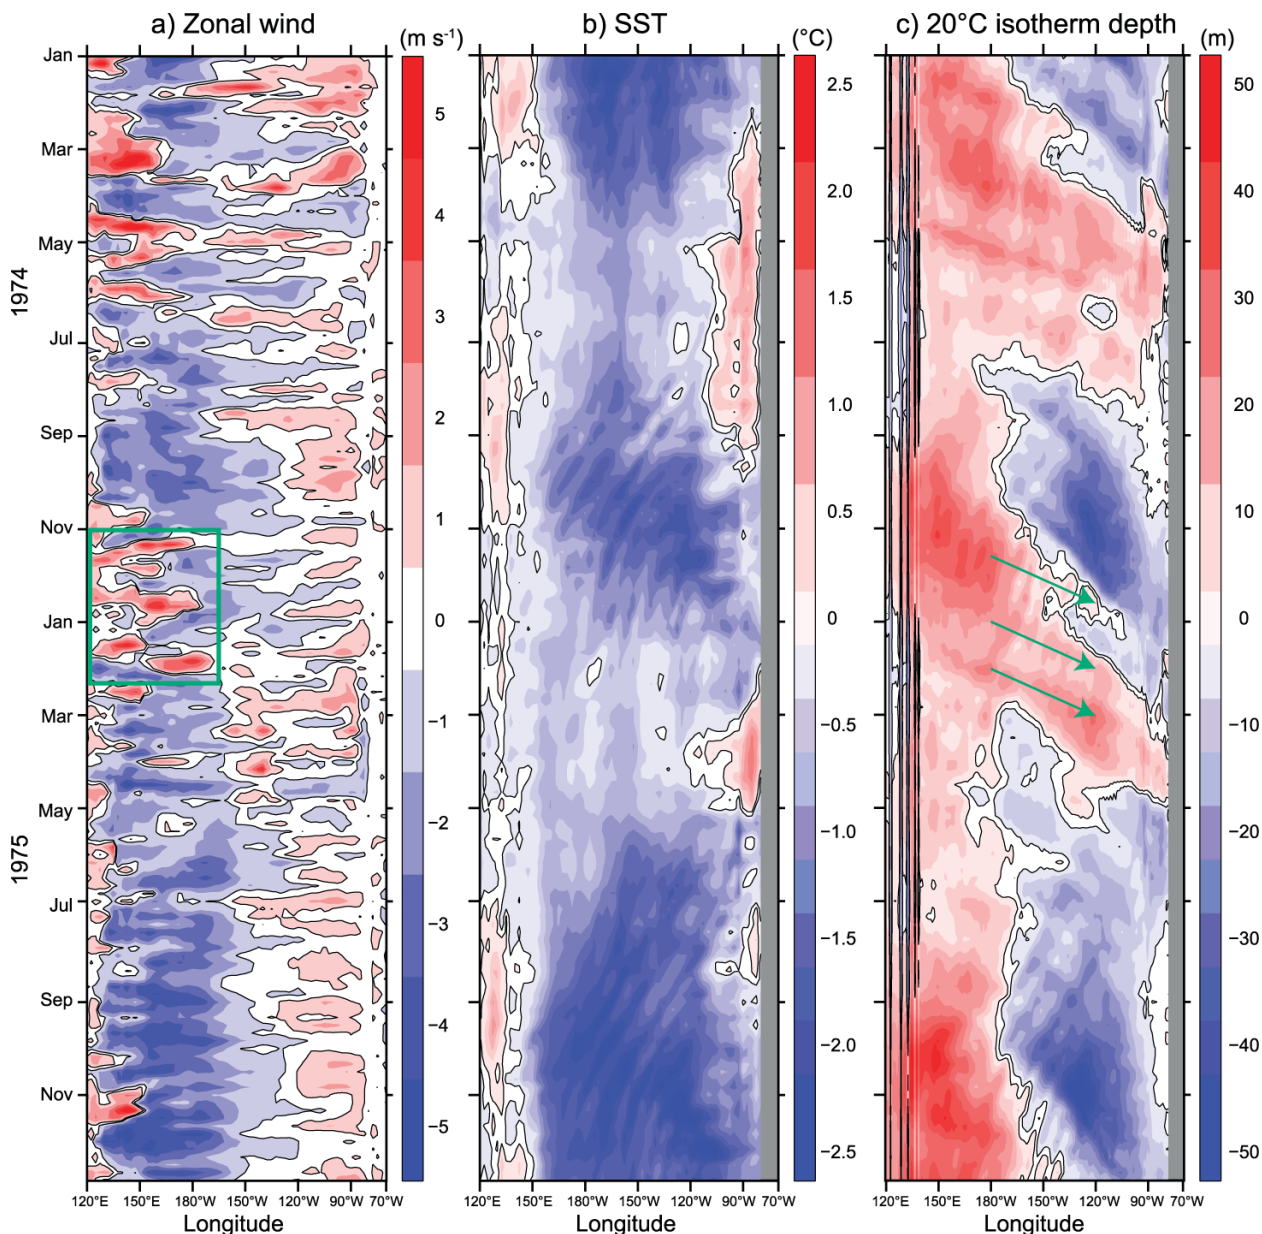 a) Zonal wind
(m s⁻¹)
b) SST
(°C)
c) 20°C isotherm depth
(m)
Jan
Mar
May
Jul
Sep
Nov
Jan
Mar
May
Jul
Sep
Nov
1974
1975
5
4
3
2
1
0
−1
−2
−3
−4
−5
2.5
2.0
1.5
1.0
0.5
0
−0.5
−1.0
−1.5
−2.0
−2.5
50
40
30
20
10
0
−10
−20
−30
−40
−50
120°E 150°E 180° 150°W 120°W 90°W 70°W
120°E 150°E 180° 150°W 120°W 90°W 70°W
120°E 150°E 180° 150°W 120°W 90°W 70°W
Longitude Longitude Longitude